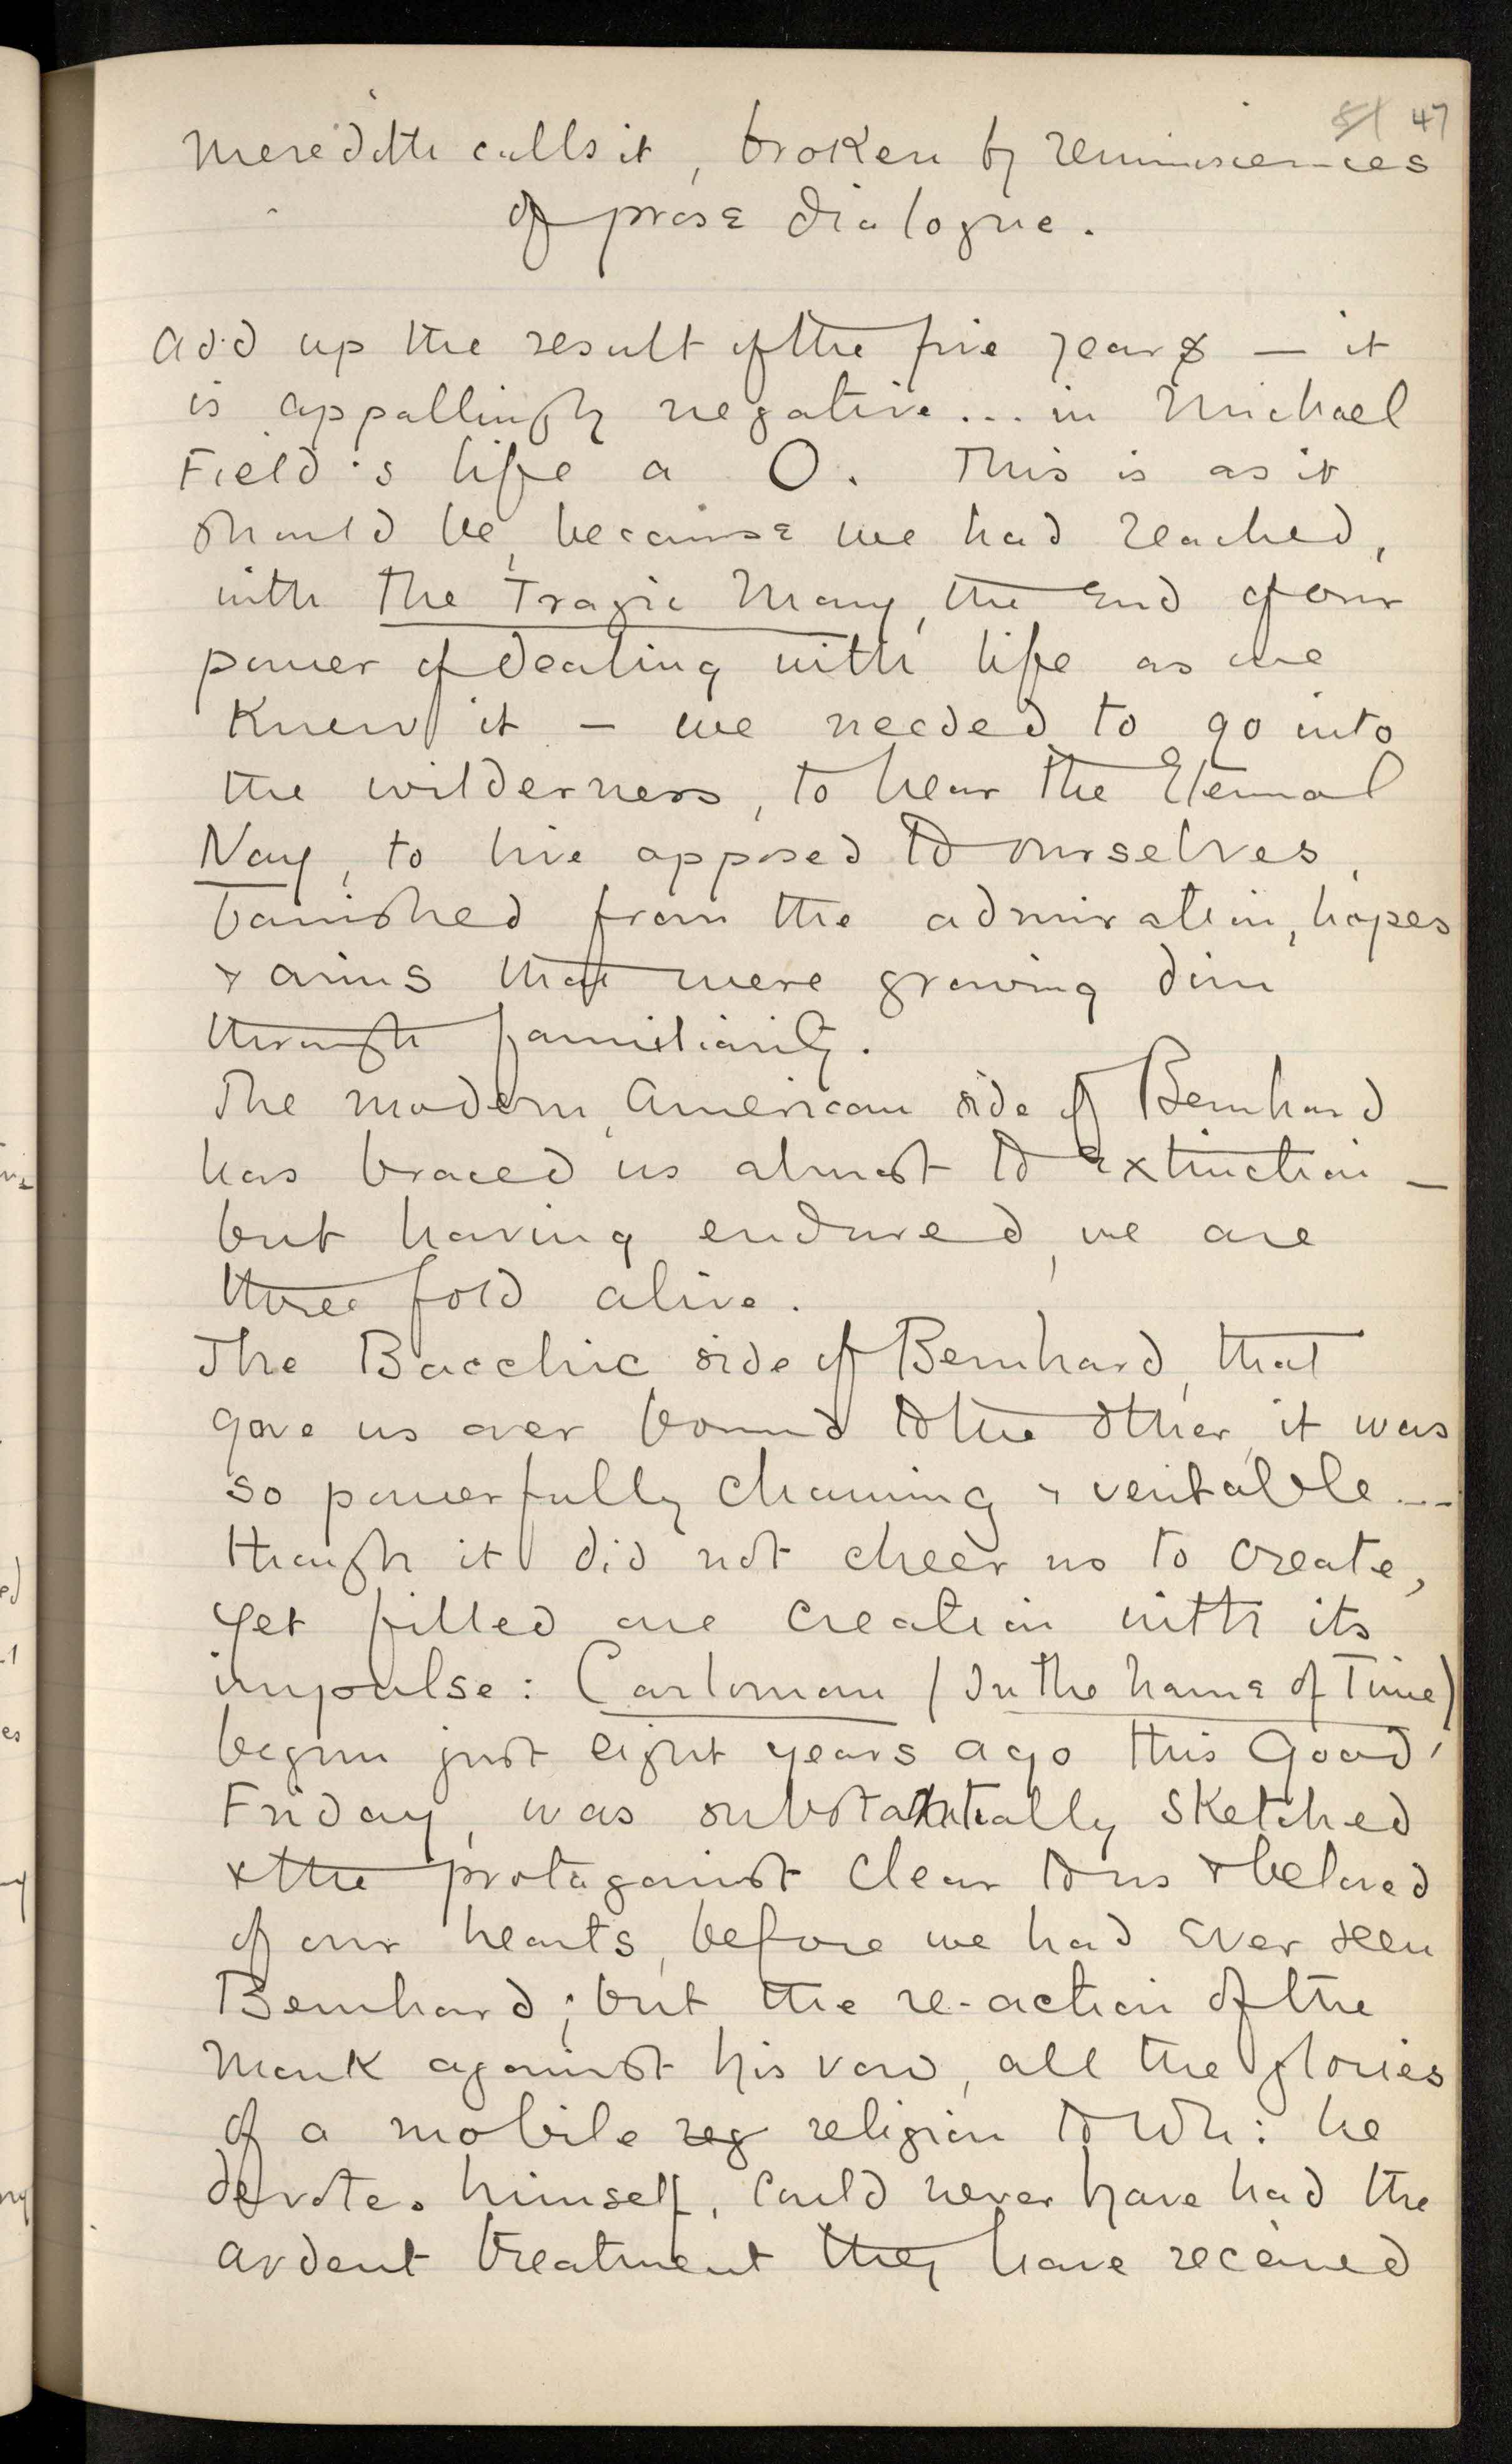 51 47
Meredith calls it, broken by reminiscences
of prose dialogue.
Add up the result of the five years — it
is appallingly negative... in Michael
Field's life a O. This is as it
should be, because we had reached,
with The Tragic Mary, the End of our
power of dealing with life as we
knew it – we needed to go into
the wilderness, to hear the Eternal
Nay, to live opposed to ourselves,
banished from the admiration, hopes
& aims that were growing dim
through familiarity.
The modern, American side of Bernhard
has braced us almost to extinction –
but having endured, we are
three fold alive.
The Bacchic side of Bernhard, that
gave us over bound to the other, it was
so powerfully charming & veritable...
though it did not cheer us to create,
yet filled one creation with its
impulse: Carloman (In the Name of Time)
begun just eight years ago this Good
Friday, was substantially sketched
& the protagonist clear to us & beloved
of our hearts, before we had ever seen
Bernhard; but the re-action of the
Monk against his vow, all the glories
of a mobile reg religion to wh: he
devotes himself, could never have had the
ardent treatment they have received